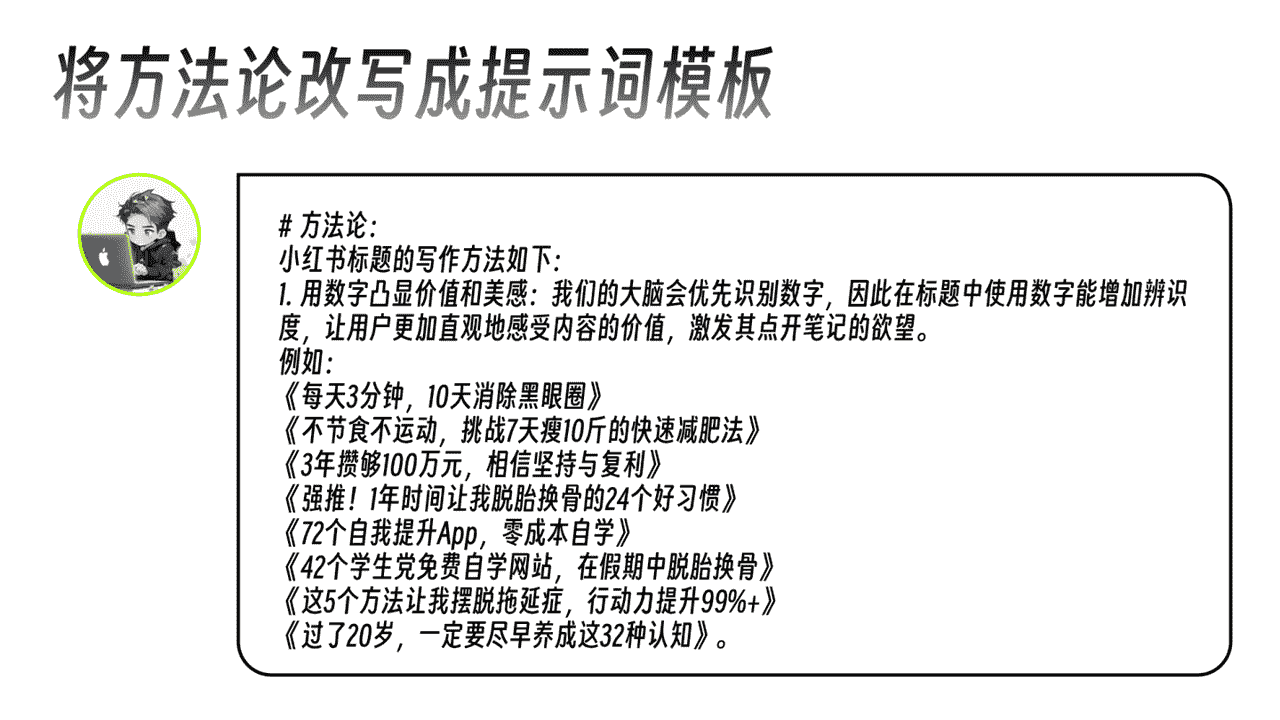 将方法论改写成提示词模板
# 方法论：
小红书标题的写作方法如下：
1. 用数字凸显价值和美感：我们的大脑会优先识别数字，因此在标题中使用数字能增加辨识
度，让用户更加直观地感受内容的价值，激发其点开笔记的欲望。
例如：
《每天3分钟，10天消除黑眼圈》
《不节食不运动，挑战7天瘦10斤的快速减肥法》
《3年攒够100万元，相信坚持与复利》
《强推！1年时间让我脱胎换骨的24个好习惯》
《72个自我提升App，零成本自学》
《42个学生党免费自学网站，在假期中脱胎换骨》
《这5个方法让我摆脱拖延症，行动力提升99%+》
《过了20岁，一定要尽早养成这32种认知》。